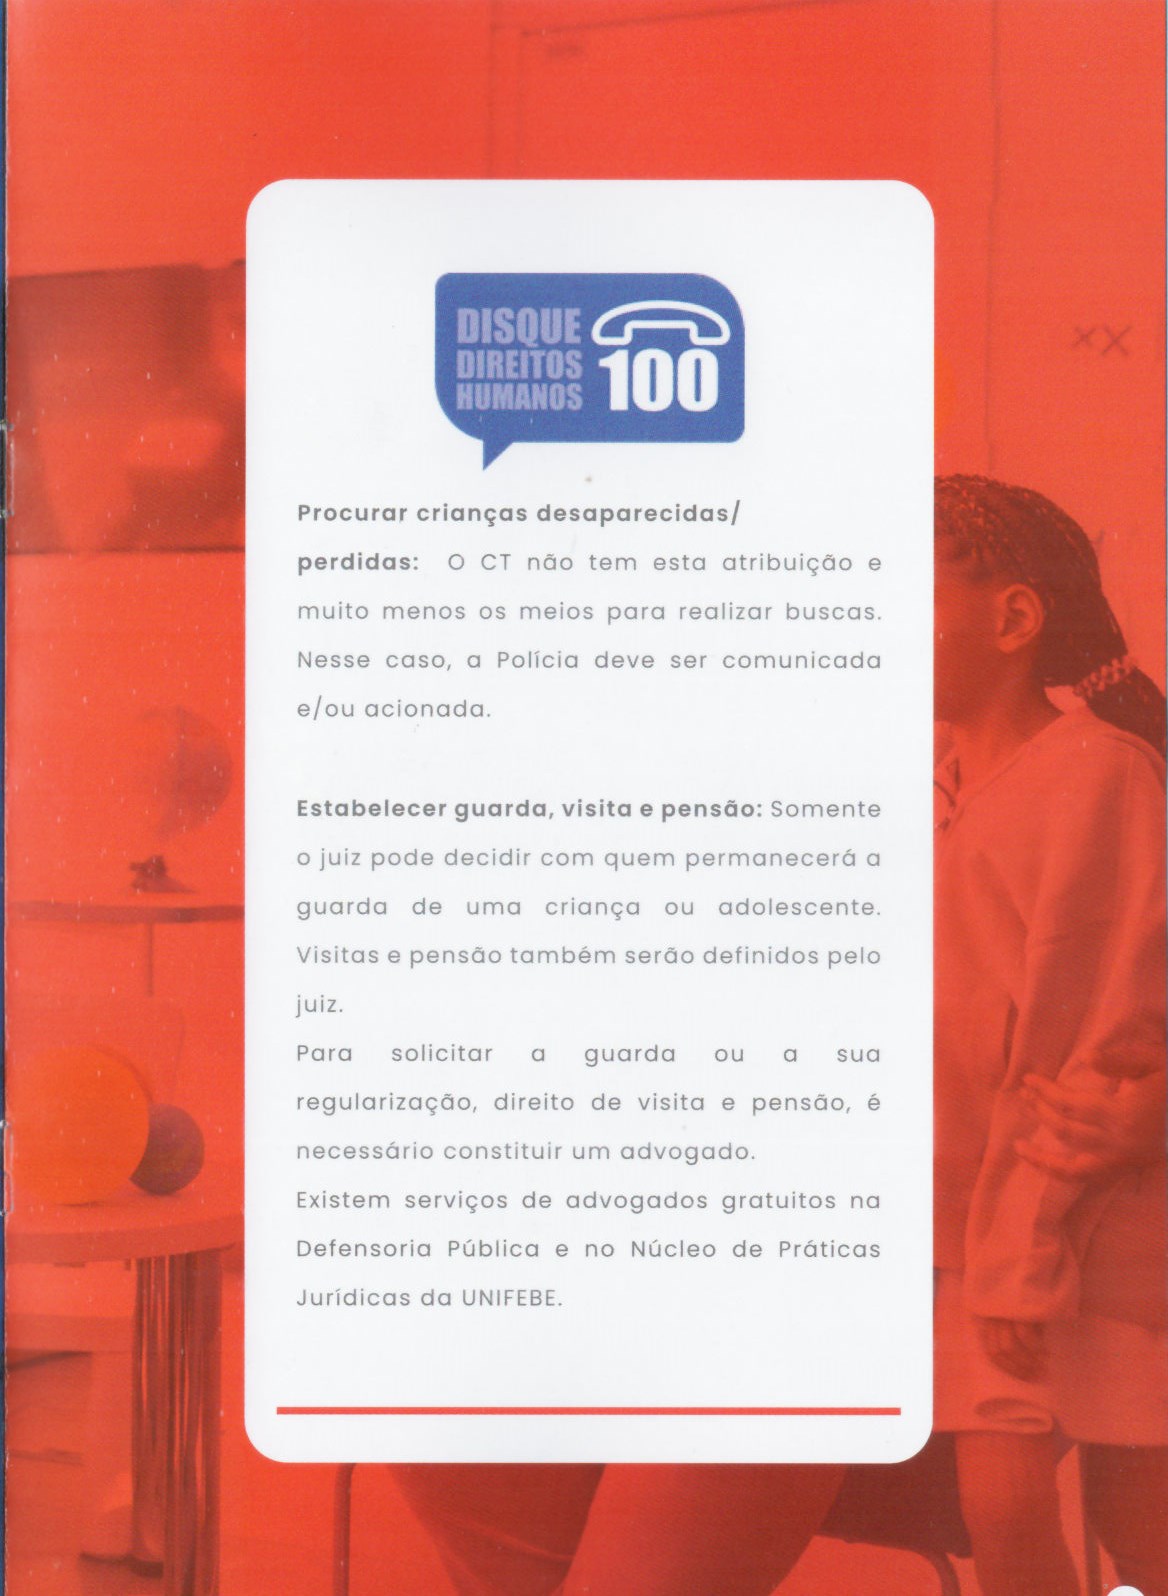 DISQUE
DIREITOS
HUMANOS
100
Procurar crianças desaparecidas/
perdidas: O CT não tem esta atribuição e
muito menos os meios para realizar buscas.
Nesse caso, a Polícia deve ser comunicada
e/ou acionada.
Estabelecer guarda, visita e pensão: Somente
o juiz pode decidir com quem permanecerá a
guarda de uma criança ou adolescente.
Visitas e pensão também serão definidos pelo
juiz.
Para solicitar a guarda ou a sua
regularização, direito de visita e pensão, é
necessário constituir um advogado.
Existem serviços de advogados gratuitos na
Defensoria Pública e no Núcleo de Práticas
Jurídicas da UNIFEBE.